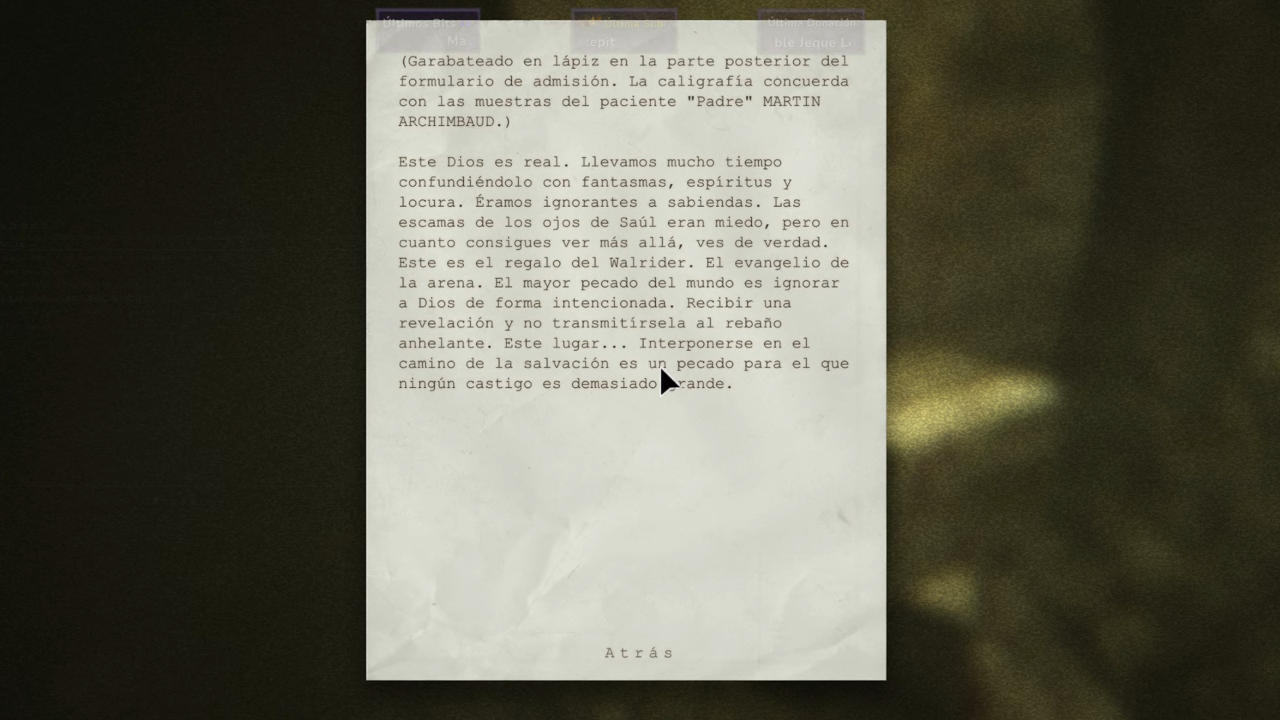 (Garabateado en lápiz en la parte posterior del
formulario de admisión. La caligrafía concuerda
con las muestras del paciente "Padre" MARTIN
ARCHIMBAUD.)
Este Dios es real. Llevamos mucho tiempo
confundiéndolo con fantasmas, espíritus y
locura. Éramos ignorantes a sabiendas. Las
escamas de los ojos de Saúl eran miedo, pero en
cuanto consigues ver más allá, ves de verdad.
Este es el regalo del Walrider. El evangelio de
la arena. El mayor pecado del mundo es ignorar
a Dios de forma intencionada. Recibir una
revelación y no transmitírsela al rebaño
anhelante. Este lugar... Interponerse en el
camino de la salvación es un pecado para el que
ningún castigo es demasiado grande.
Atrás